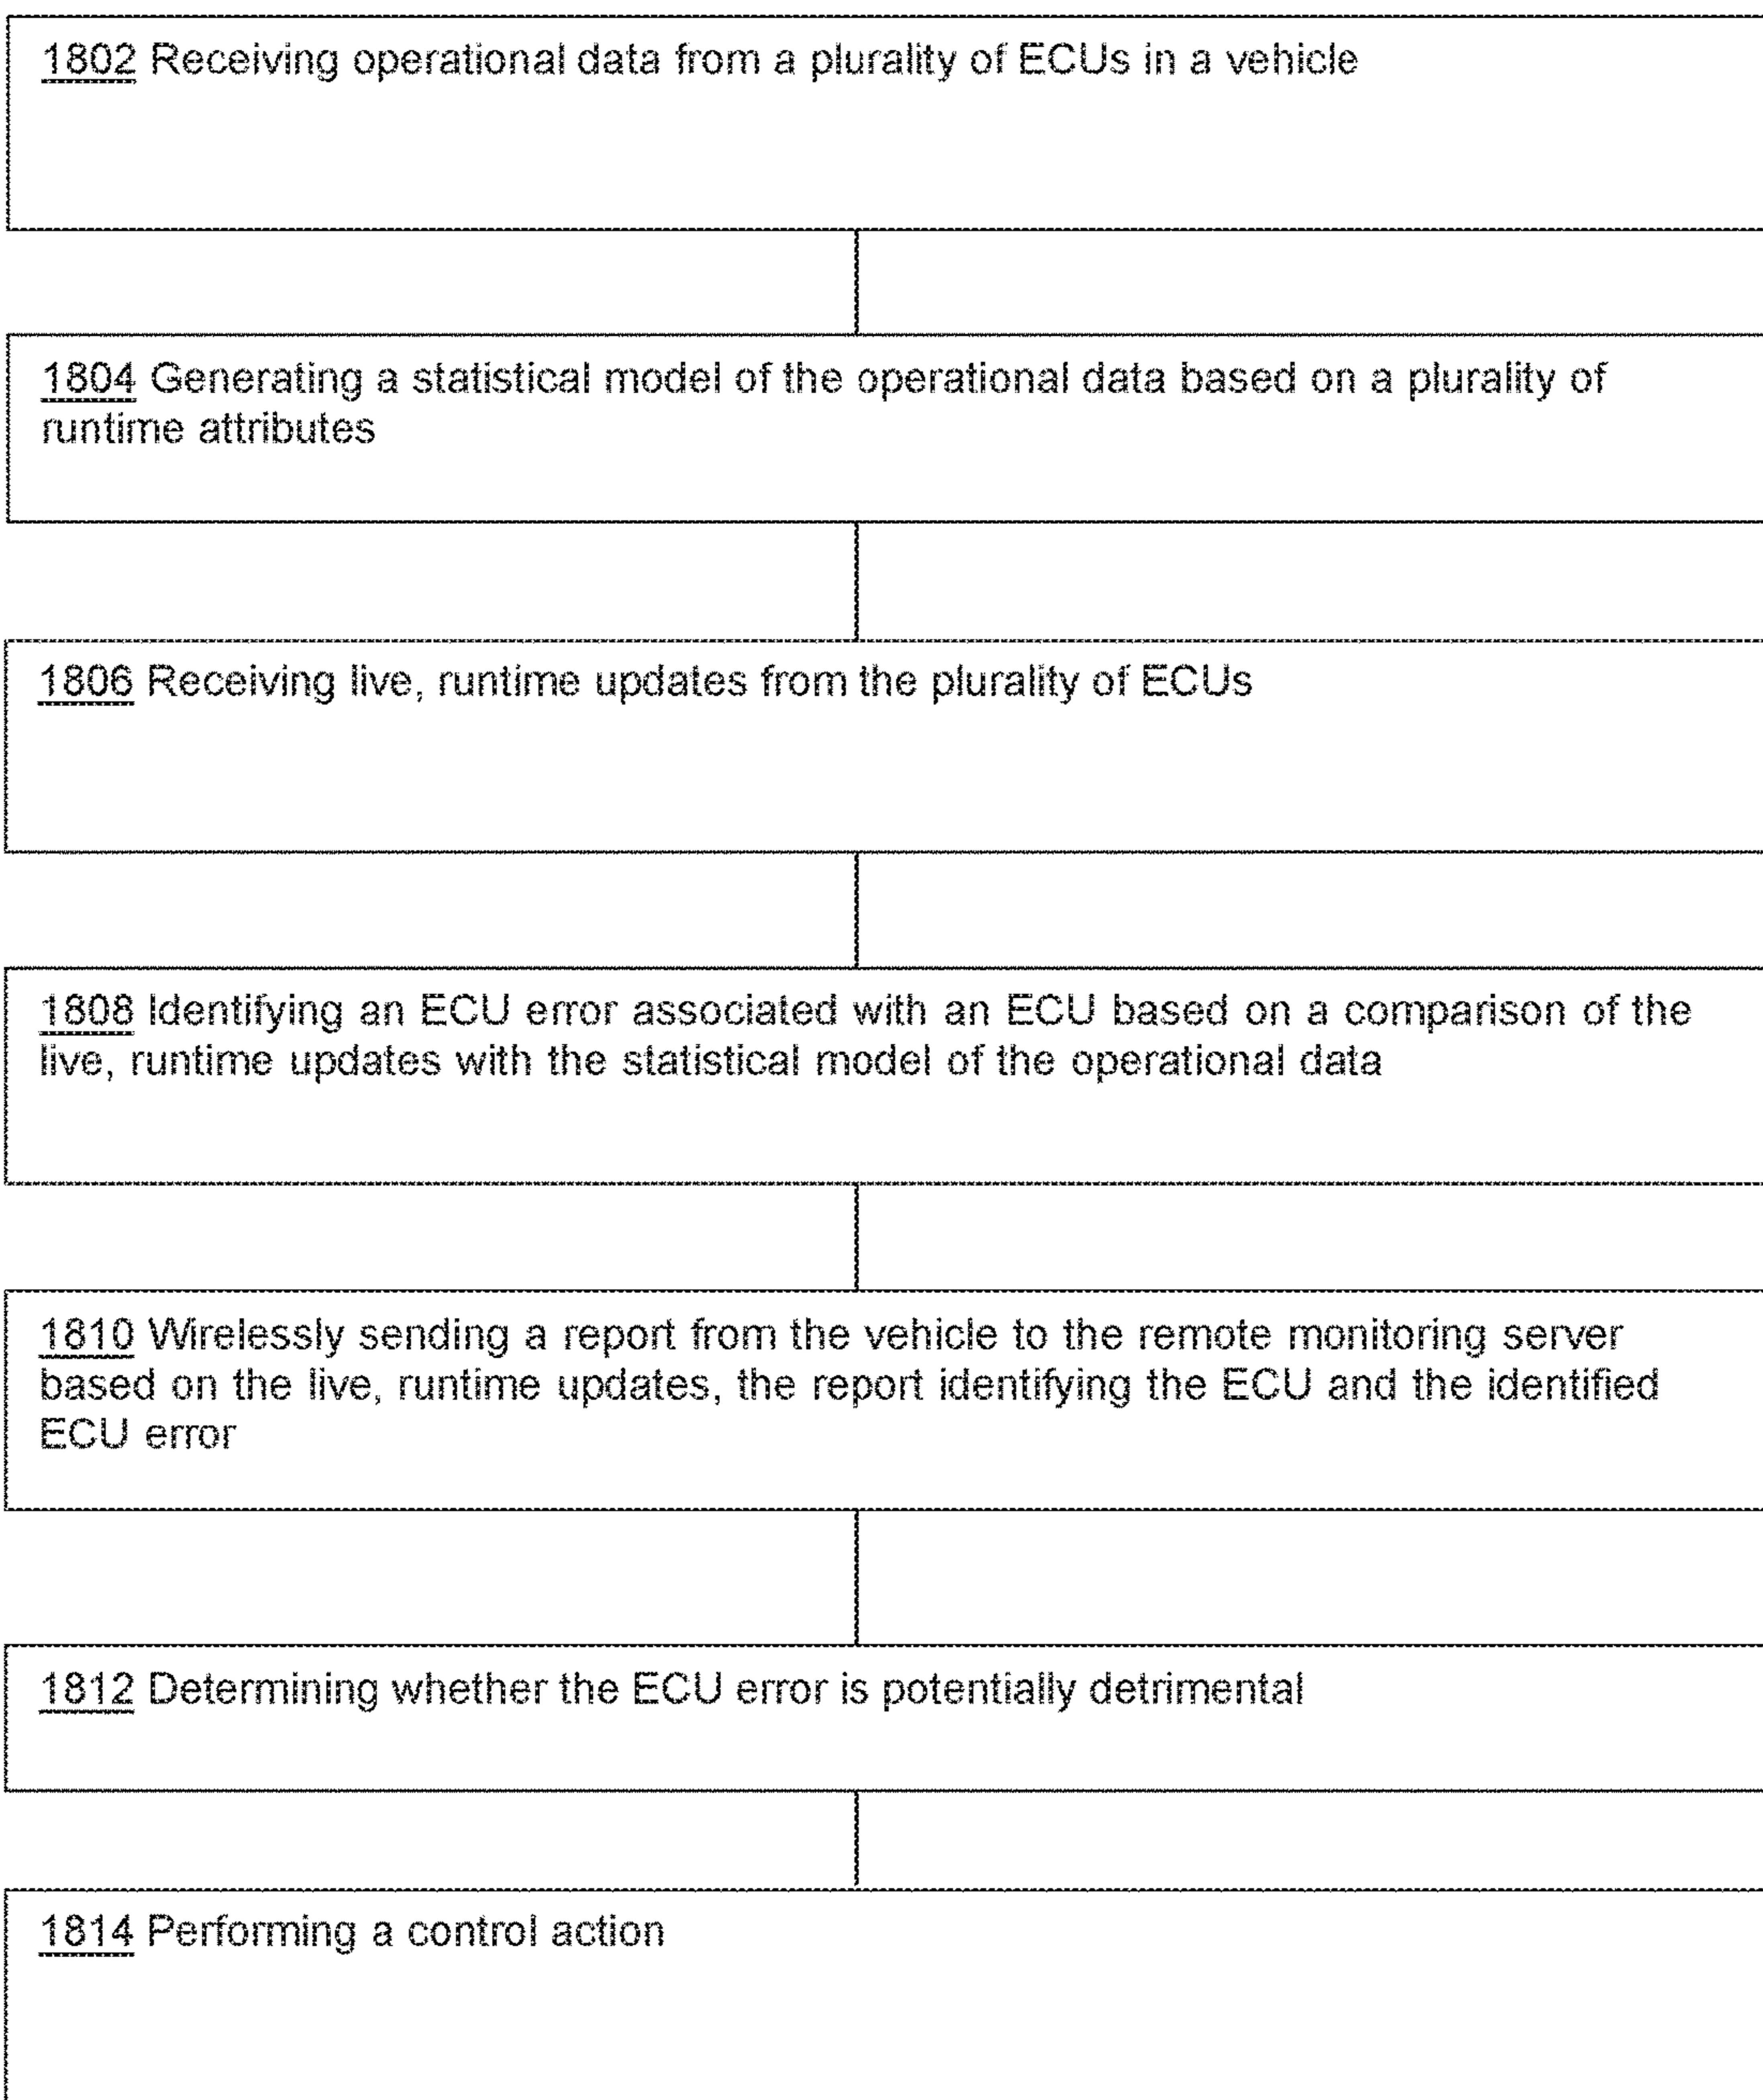 1802 Receiving operational data from a plurality of ECUs in a vehicle
1804 Generating a statistical model of the operational data based on a plurality of
runtime attributes
1806 Receiving live, runtime updates from the plurality of ECUs
1808 Identifying an ECU error associated with an ECU based on a comparison of the
live, runtime updates with the statistical model of the operational data
1810 Wirelessly sending a report from the vehicle to the remote monitoring server
based on the live, runtime updates, the report identifying the ECU and the identified
ECU error
1812 Determining whether the ECU error is potentially detrimental
1814 Performing a control action